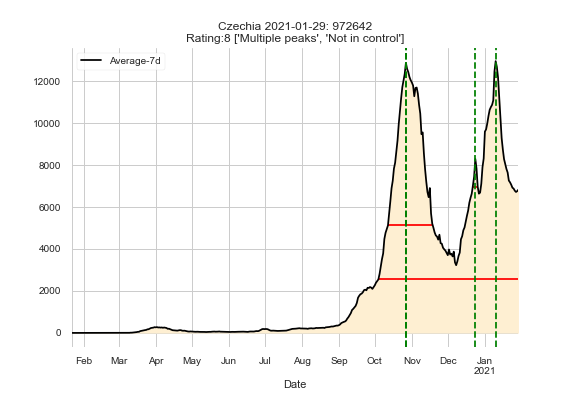 Czechia 2021-01-29: 972642
Rating:8 ['Multiple peaks', 'Not in control']
Average-7d
12000
10000
8000
6000
4000
2000
0
Feb Mar Apr May Jun Jul Aug Sep Oct Nov Dec Jan
2021
Date